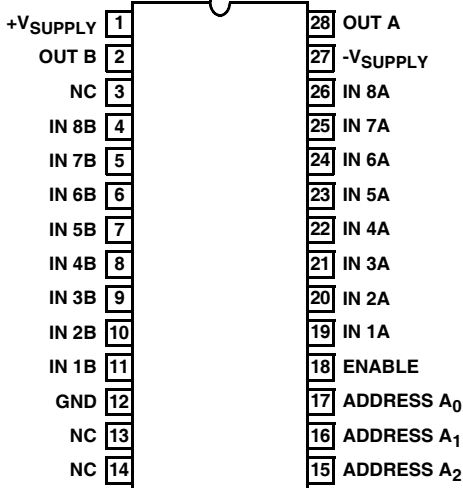 +VSUPPLY 1 28 OUT A
OUT B 2 27 -VSUPPLY
NC 3 26 IN 8A
IN 8B 4 25 IN 7A
IN 7B 5 24 IN 6A
IN 6B 6 23 IN 5A
IN 5B 7 22 IN 4A
IN 4B 8 21 IN 3A
IN 3B 9 20 IN 2A
IN 2B 10 19 IN 1A
IN 1B 11 18 ENABLE
GND 12 17 ADDRESS A0
NC 13 16 ADDRESS A1
NC 14 15 ADDRESS A2